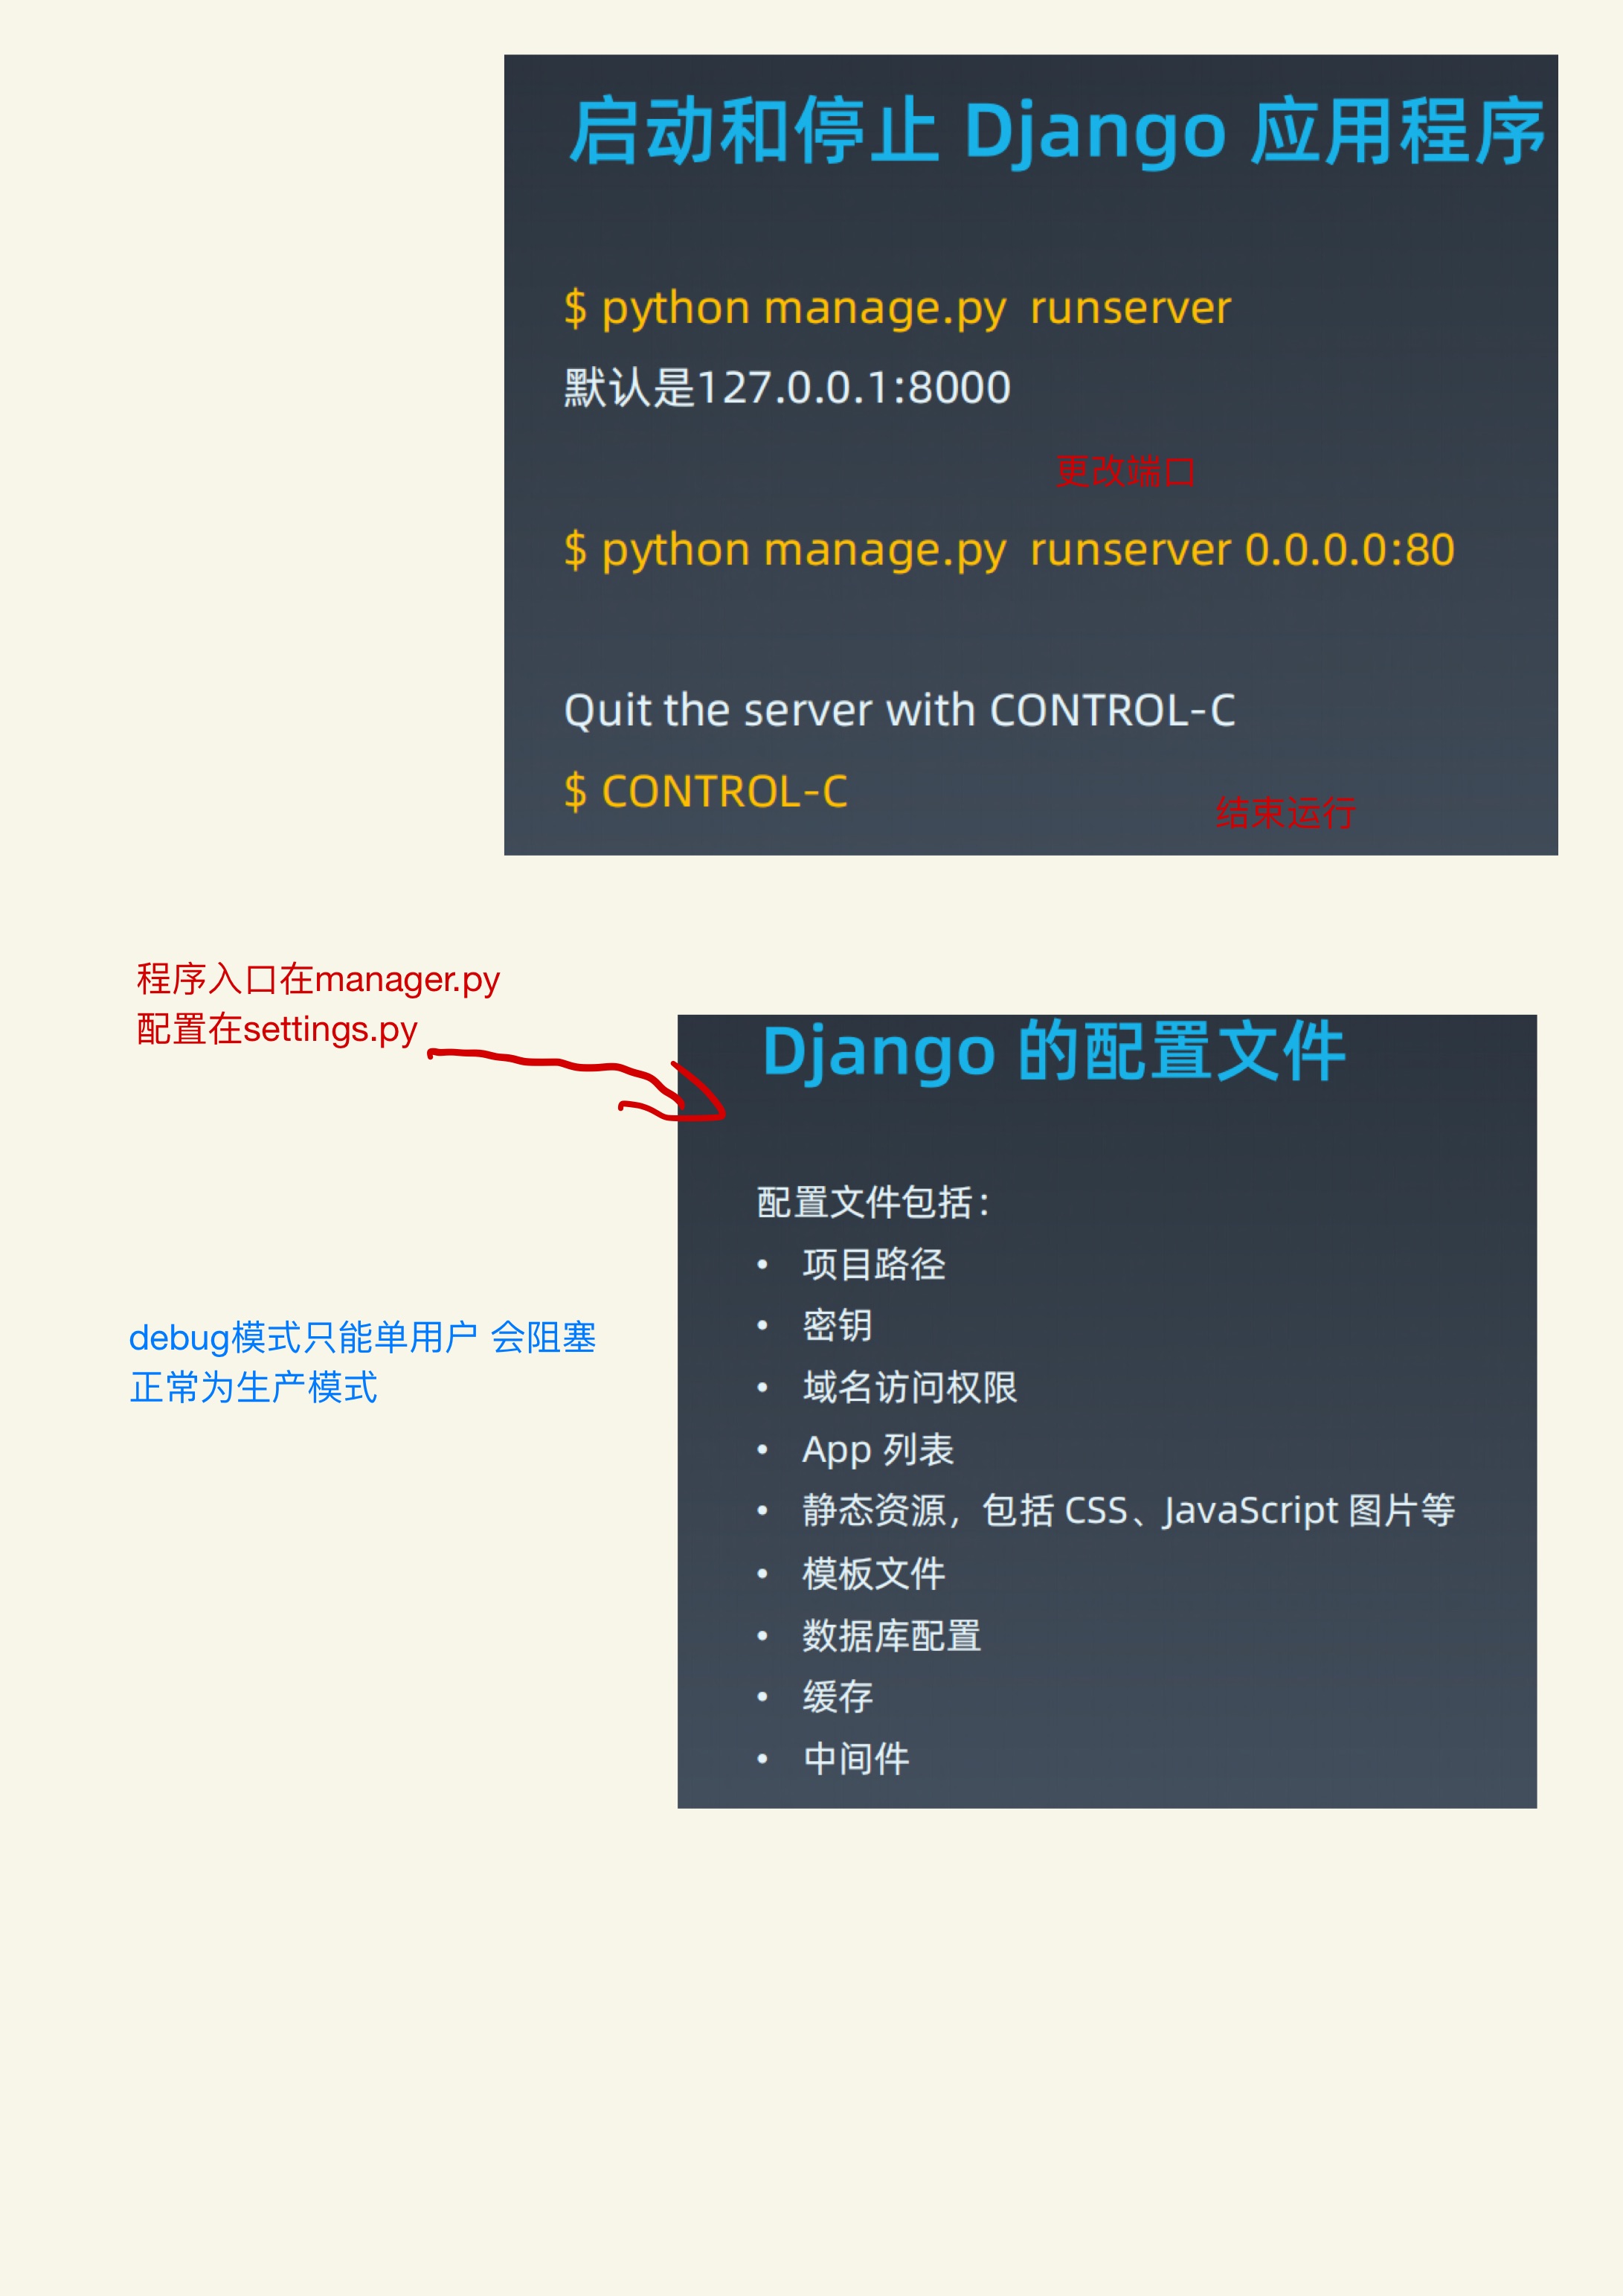 启动和停止 Django 应用程序
$ python manage.py runserver
默认是127.0.0.1:8000
更改端口
$ python manage.py runserver 0.0.0.0:80
Quit the server with CONTROL-C
$ CONTROL-C
结束运行
程序入口在manager.py
配置在settings.py
Django 的配置文件
配置文件包括：
• 项目路径
• 密钥
debug模式只能单用户 会阻塞
正常为生产模式
• 域名访问权限
• App 列表
• 静态资源，包括 CSS、JavaScript 图片等
• 模板文件
• 数据库配置
• 缓存
• 中间件